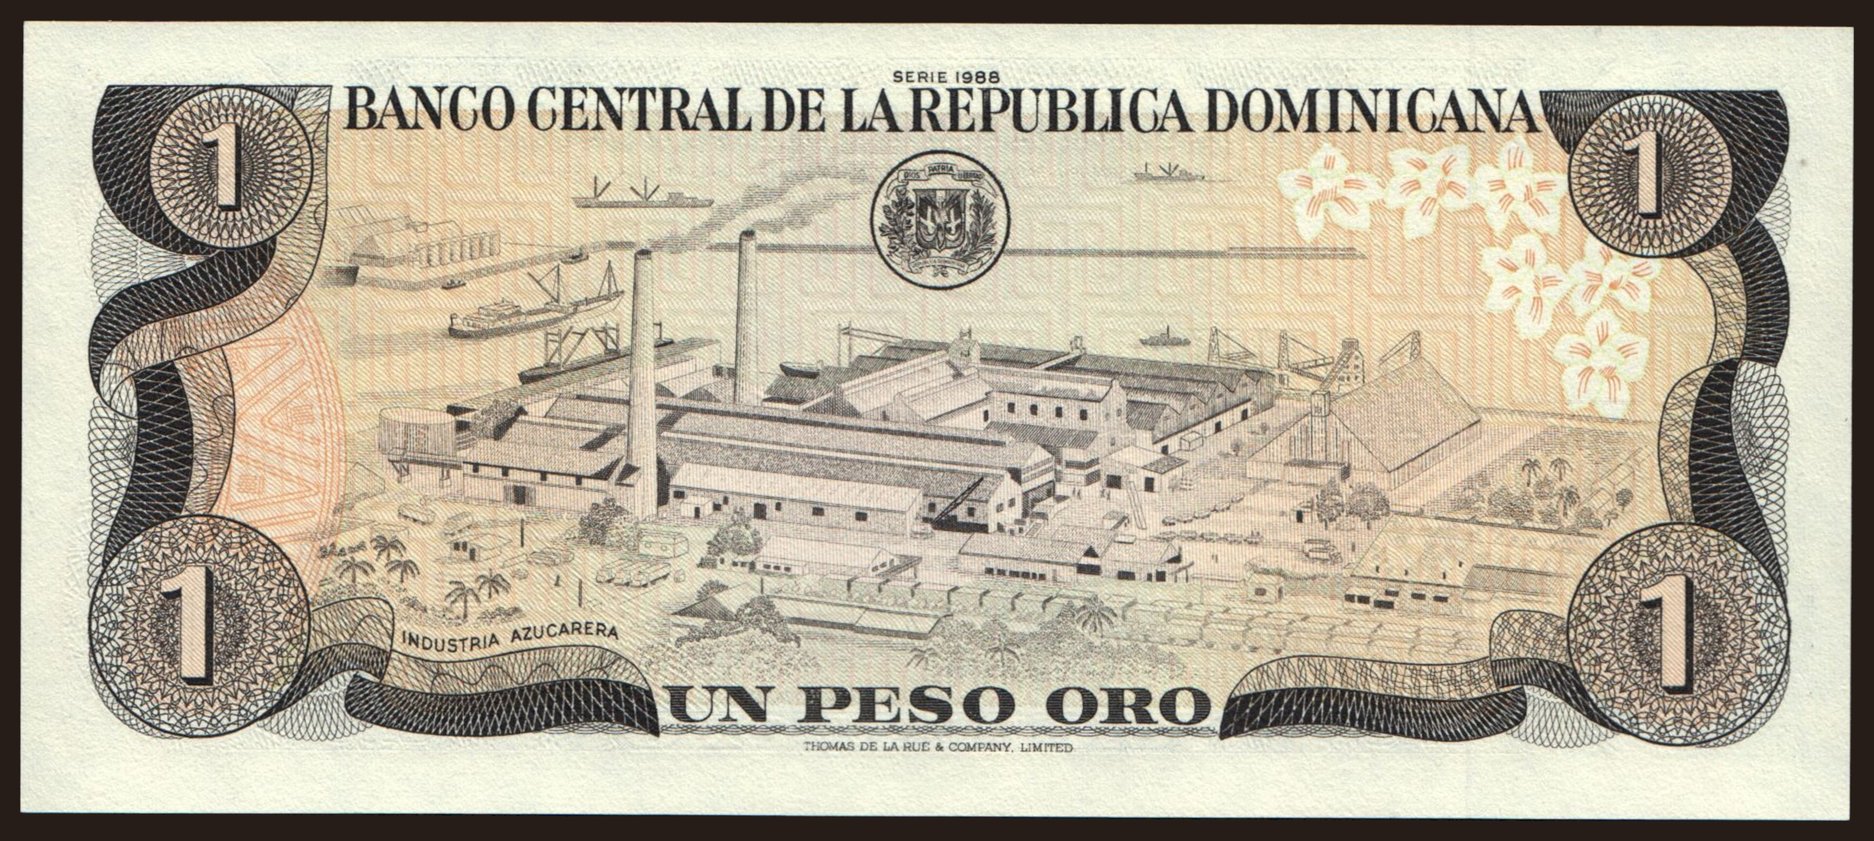 SERIE 1988
BANCO CENTRAL DE LA REPUBLICA DOMINICANA
1 1
DIOS PATRIA LIBERTAD
INDUSTRIA AZUCARERA
1 1
UN PESO ORO
THOMAS DE LA RUE & COMPANY, LIMITED